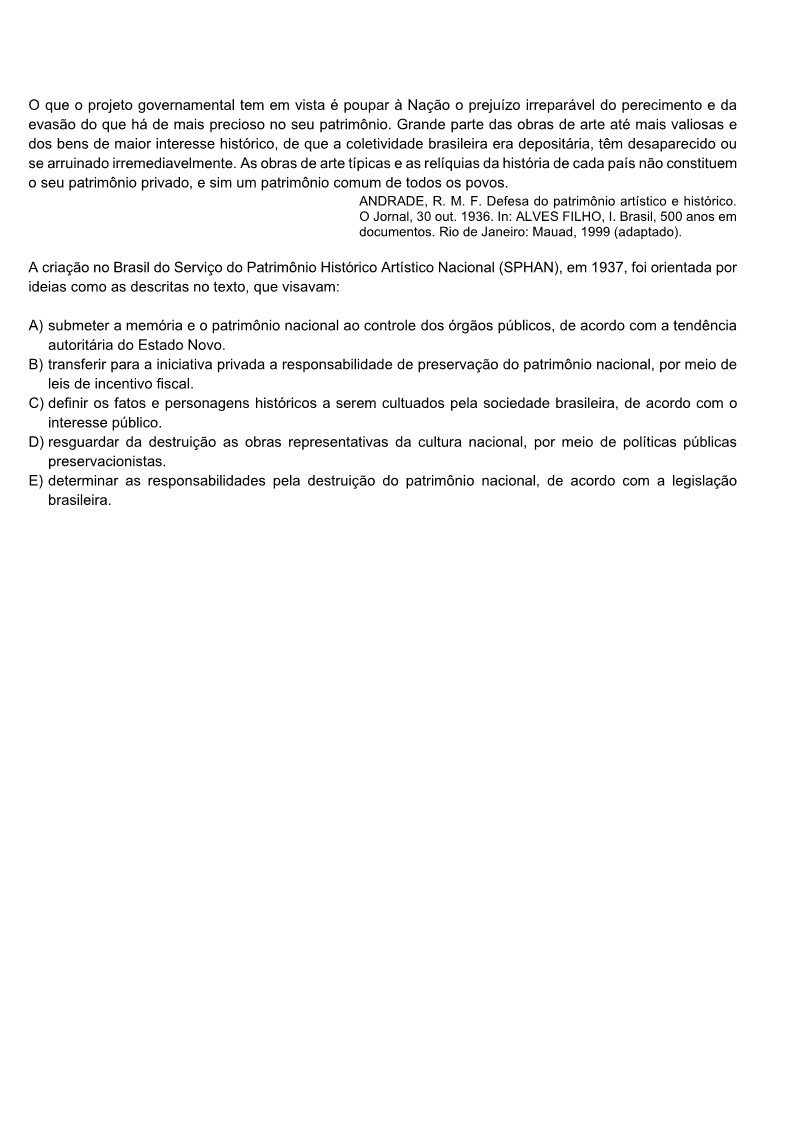 O que o projeto governamental tem em vista é poupar à Nação o prejuízo irreparável do perecimento e da
evasão do que há de mais precioso no seu patrimônio. Grande parte das obras de arte até mais valiosas e
dos bens de maior interesse histórico, de que a coletividade brasileira era depositária, têm desaparecido ou
se arruinado irremediavelmente. As obras de arte típicas e as relíquias da história de cada país não constituem
o seu patrimônio privado, e sim um patrimônio comum de todos os povos.
ANDRADE, R. M. F. Defesa do patrimônio artístico e histórico.
O Jornal, 30 out. 1936. In: ALVES FILHO, I. Brasil, 500 anos em
documentos. Rio de Janeiro: Mauad, 1999 (adaptado).
A criação no Brasil do Serviço do Patrimônio Histórico Artístico Nacional (SPHAN), em 1937, foi orientada por
ideias como as descritas no texto, que visavam:
A) submeter a memória e o patrimônio nacional ao controle dos órgãos públicos, de acordo com a tendência
autoritária do Estado Novo.
B) transferir para a iniciativa privada a responsabilidade de preservação do patrimônio nacional, por meio de
leis de incentivo fiscal.
C) definir os fatos e personagens históricos a serem cultuados pela sociedade brasileira, de acordo com o
interesse público.
D) resguardar da destruição as obras representativas da cultura nacional, por meio de políticas públicas
preservacionistas.
E) determinar as responsabilidades pela destruição do patrimônio nacional, de acordo com a legislação
brasileira.